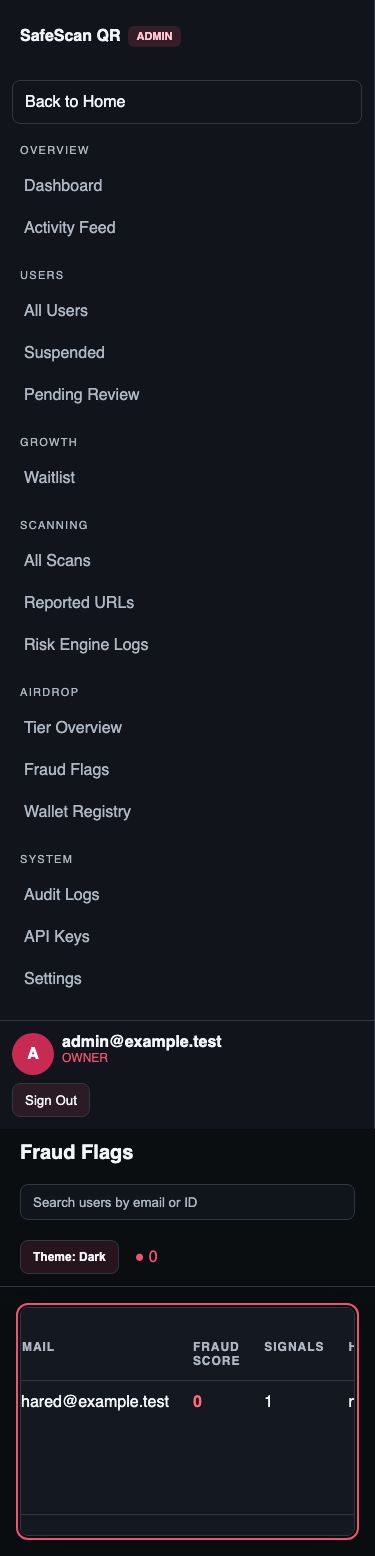 SafeScan QR ADMIN
Back to Home
OVERVIEW
Dashboard
Activity Feed
USERS
All Users
Suspended
Pending Review
GROWTH
Waitlist
SCANNING
All Scans
Reported URLs
Risk Engine Logs
AIRDROP
Tier Overview
Fraud Flags
Wallet Registry
SYSTEM
Audit Logs
API Keys
Settings
A admin@example.test
OWNER
Sign Out
Fraud Flags
Search users by email or ID
Theme: Dark 0
MAIL FRAUD SIGNALS
SCORE
hared@example.test 0 1